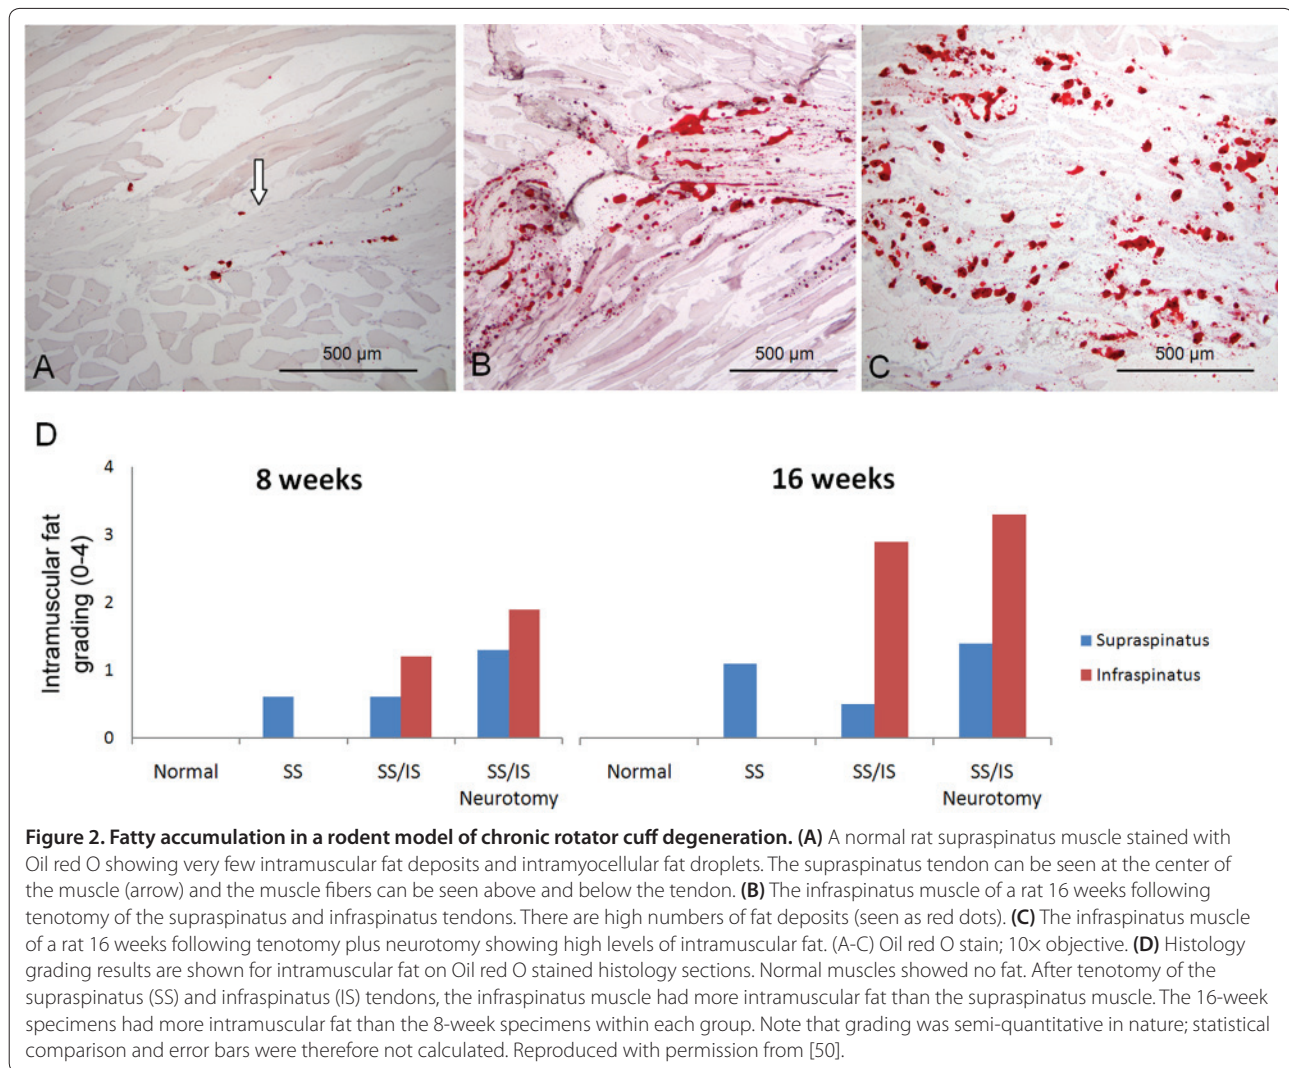 500 µm
A
500 µm
B
500 µm
C
D
Intramuscular fat
grading (0-4)
4
3
2
1
0
8 weeks
16 weeks
Normal SS SS/IS SS/IS
Neurotomy
Normal SS SS/IS SS/IS
Neurotomy
Supraspinatus
Infraspinatus
Figure 2. Fatty accumulation in a rodent model of chronic rotator cuff degeneration. (A) A normal rat supraspinatus muscle stained with
Oil red O showing very few intramuscular fat deposits and intramyocellular fat droplets. The supraspinatus tendon can be seen at the center of
the muscle (arrow) and the muscle fibers can be seen above and below the tendon. (B) The infraspinatus muscle of a rat 16 weeks following
tenotomy of the supraspinatus and infraspinatus tendons. There are high numbers of fat deposits (seen as red dots). (C) The infraspinatus muscle
of a rat 16 weeks following tenotomy plus neurotomy showing high levels of intramuscular fat. (A-C) Oil red O stain; 10× objective. (D) Histology
grading results are shown for intramuscular fat on Oil red O stained histology sections. Normal muscles showed no fat. After tenotomy of the
supraspinatus (SS) and infraspinatus (IS) tendons, the infraspinatus muscle had more intramuscular fat than the supraspinatus muscle. The 16-week
specimens had more intramuscular fat than the 8-week specimens within each group. Note that grading was semi-quantitative in nature; statistical
comparison and error bars were therefore not calculated. Reproduced with permission from [50].